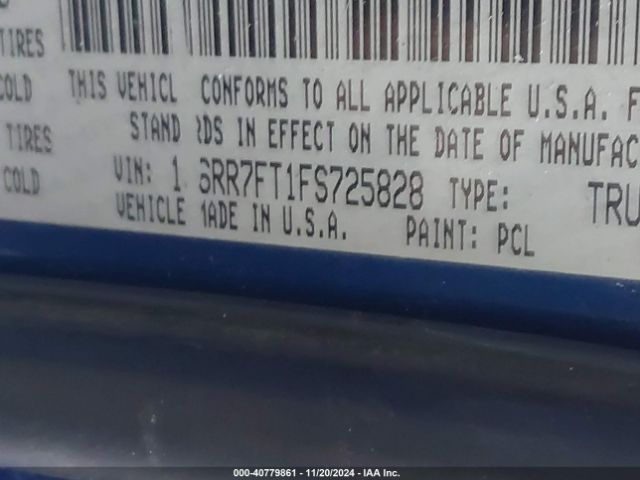 TIRES
COLD THIS VEHICL CONFORMS TO ALL APPLICABLE U.S.A. F
TIRES STAND RDS IN EFFECT ON THE DATE OF MANUFAC
COLD VIN: 1 6RR7FT1FS725828 TYPE: TRU
VEHICLE MADE IN U.S.A. PAINT: PCL
000-40779861 - 11/20/2024 - IAA Inc.